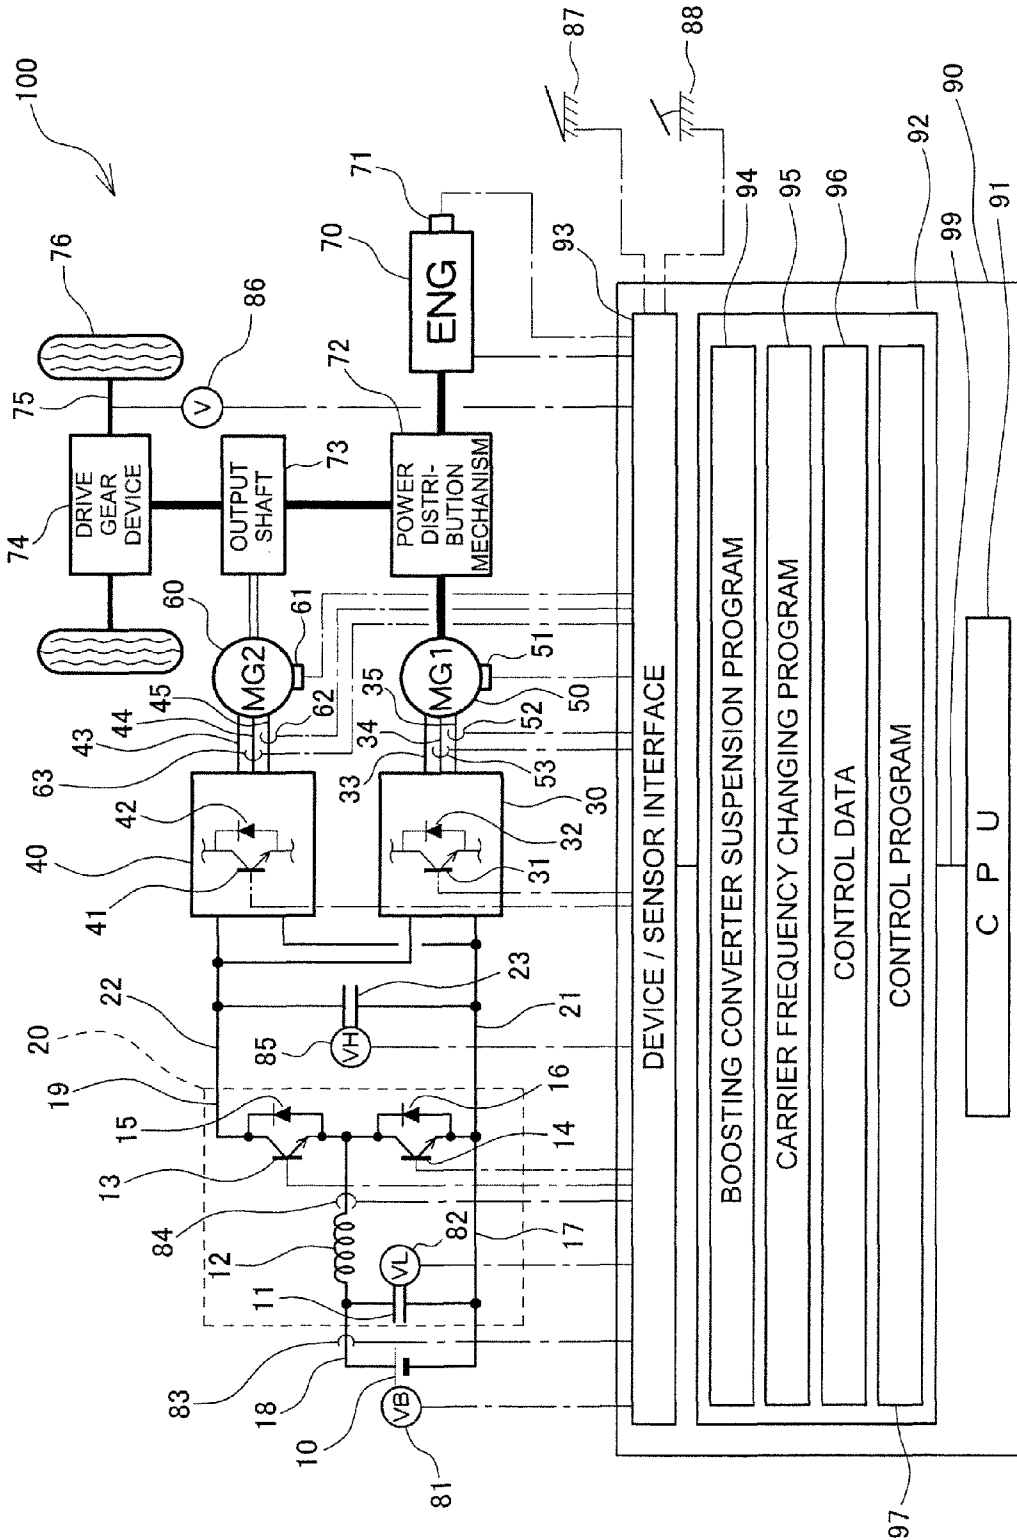 100
76
75
86
V
74
DRIVE
GEAR
DEVICE
OUTPUT
SHAFT
73
72
POWER
DISTRI-
BUTION
MECHANISM
70
71
ENG
87
88
60
MG2
61
45
44
43
62
63
MG1
51
50
35
34
33
52
53
40
41
42
30
31
32
22
20
19
15
13
16
14
23
85
VH
21
84
12
11
VL
82
17
83
18
10
VB
81
93
DEVICE / SENSOR INTERFACE
94
BOOSTING CONVERTER SUSPENSION PROGRAM
95
CARRIER FREQUENCY CHANGING PROGRAM
96
CONTROL DATA
CONTROL PROGRAM
97
92
99
90
91
C P U